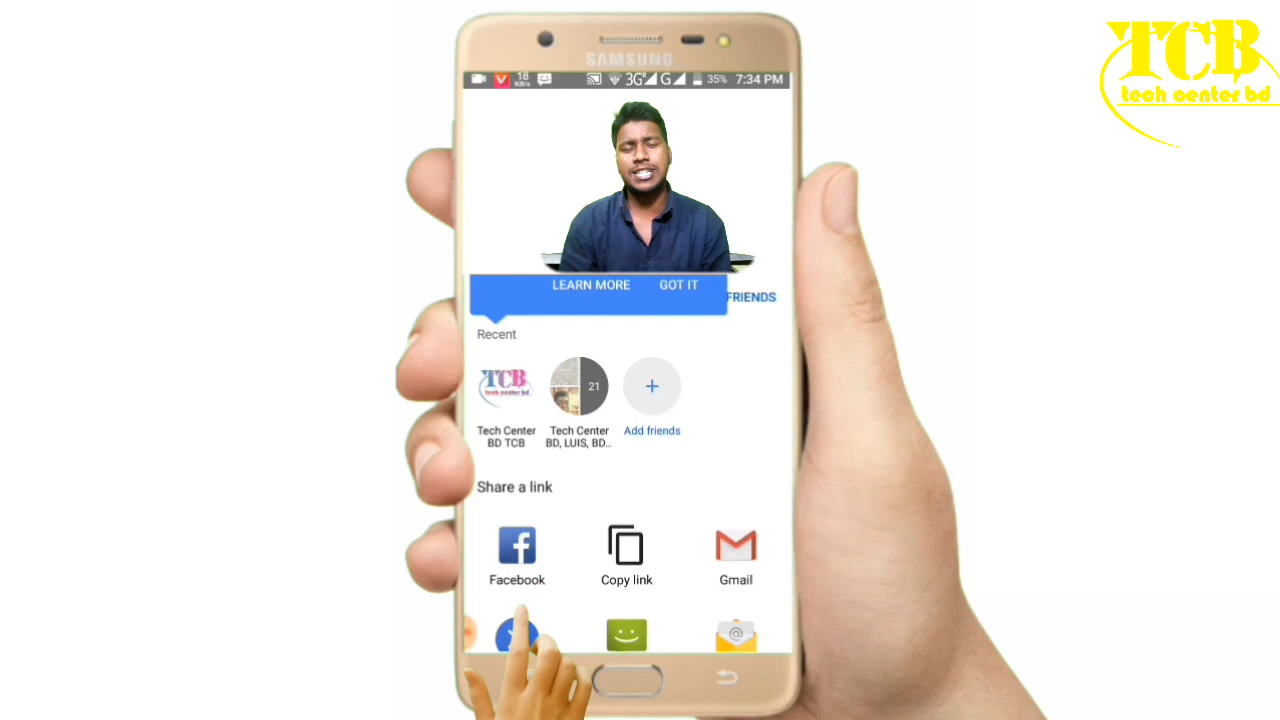 TCB
tech center bd
SAMSUNG
18
KB/s
3G
R
G
35%
7:34 PM
LEARN MORE
GOT IT
FRIENDS
Recent
TCB
tech center bd
21
Tech Center
BD TCB
Tech Center
BD, LUIS, BD...
Add friends
Share a link
Facebook
Copy link
Gmail